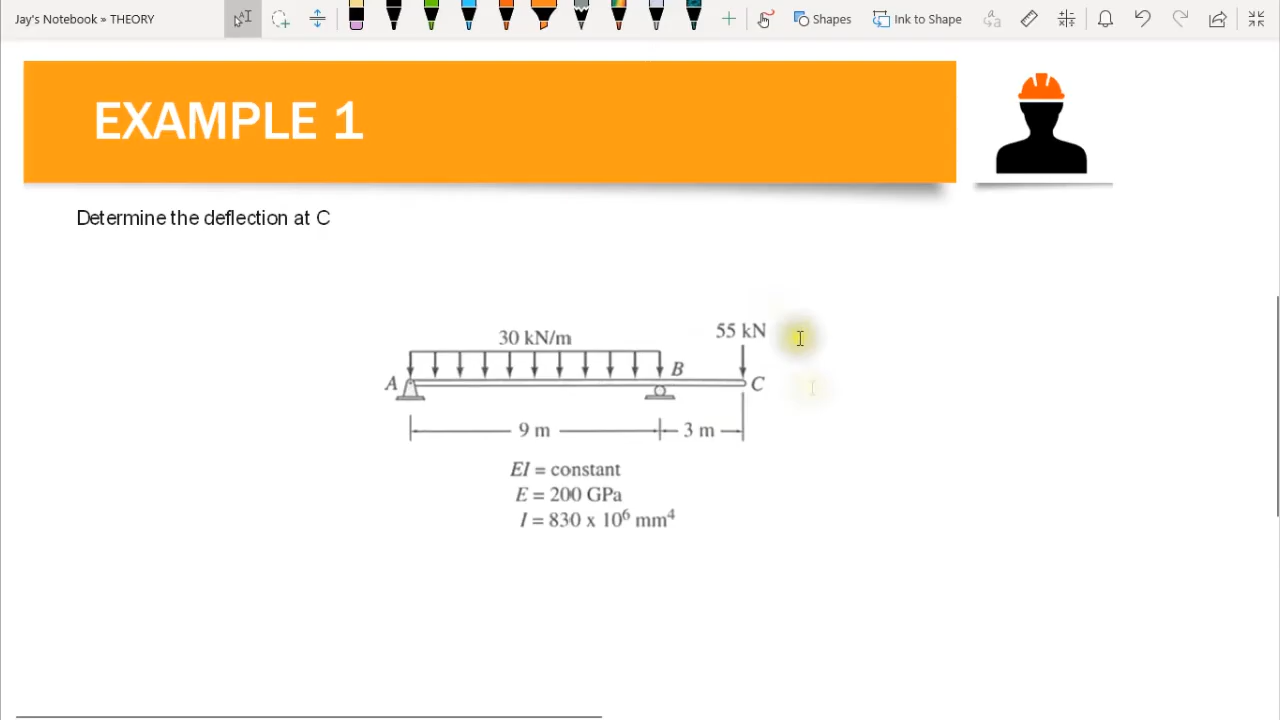 Jay's Notebook » THEORY
Shapes
Ink to Shape
EXAMPLE 1
Determine the deflection at C
30 kN/m
55 kN
A
B
C
9 m
3 m
EI = constant
E = 200 GPa
I = 830 x 10⁶ mm⁴